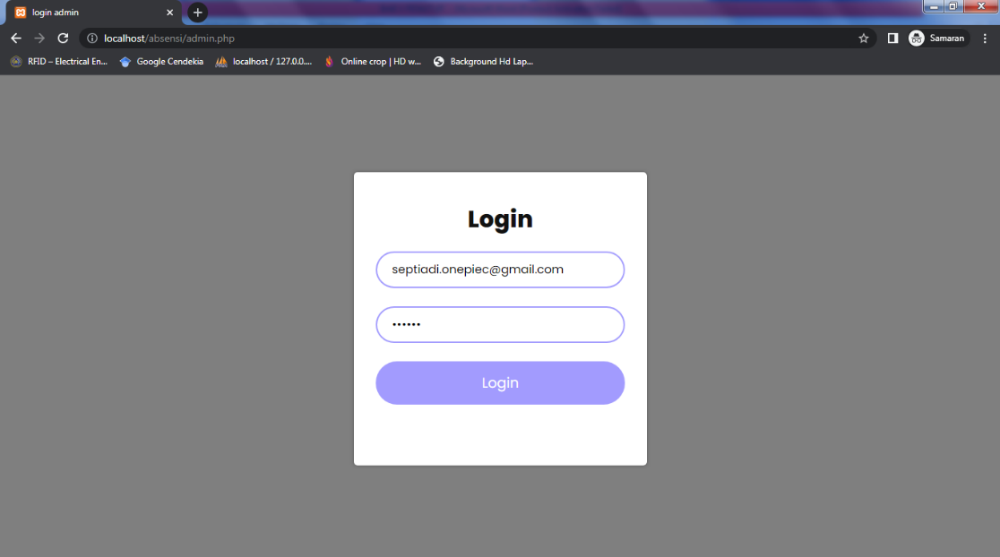 login admin
localhost/absensi/admin.php
Samaran
RFID – Electrical En...
Google Cendekia
localhost / 127.0.0....
Online crop | HD w...
Background Hd Lap...
Login
septiadi.onepiec@gmail.com
••••••
Login